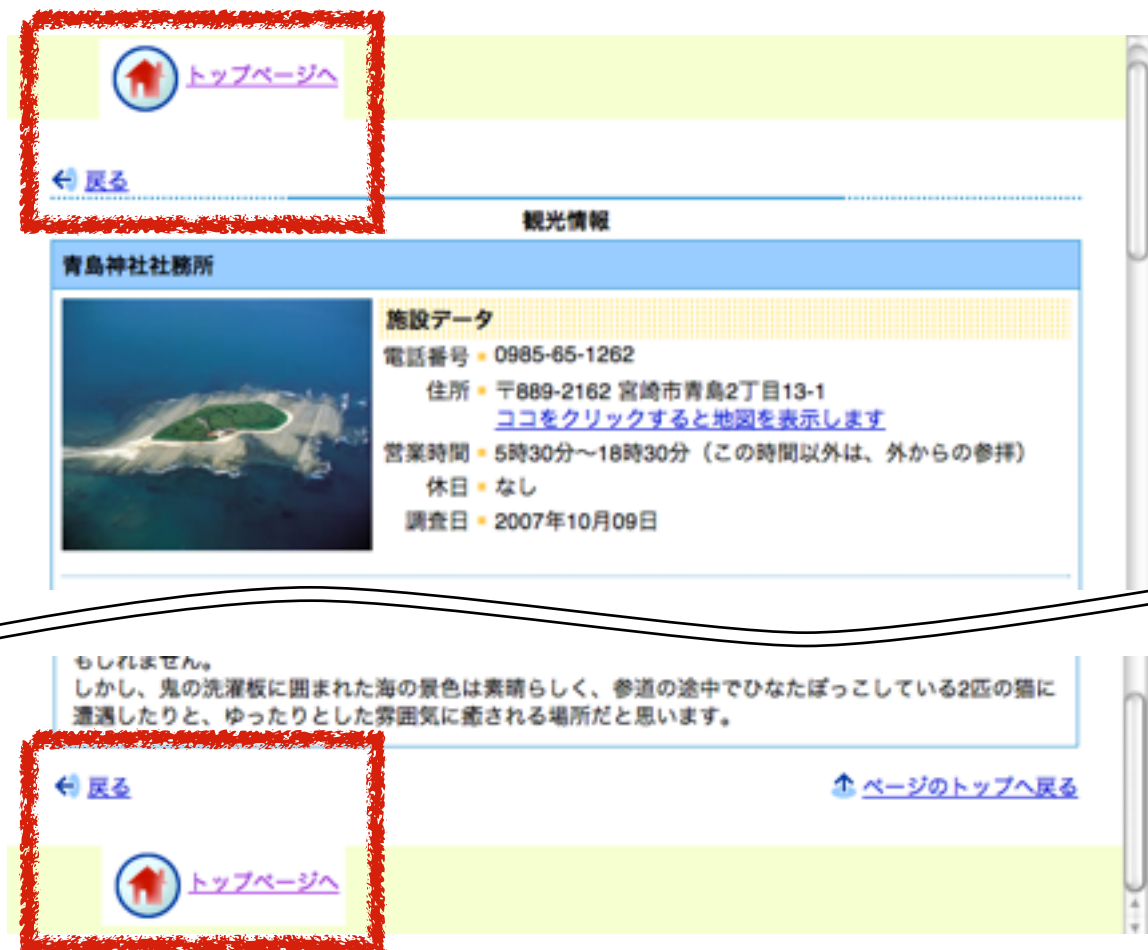 トップページへ
戻る
観光情報
青島神社社務所
施設データ
電話番号 0985-65-1262
住所 〒889-2162 宮崎市青島2丁目13-1
ココをクリックすると地図を表示します
営業時間 5時30分〜18時30分（この時間以外は、外からの参拝）
休日 なし
調査日 2007年10月09日
もしれません。
しかし、鬼の洗濯板に囲まれた海の景色は素晴らしく、参道の途中でひなたぼっこしている2匹の猫に
遭遇したりと、ゆったりとした雰囲気に癒される場所だと思います。
戻る ページのトップへ戻る
トップページへ